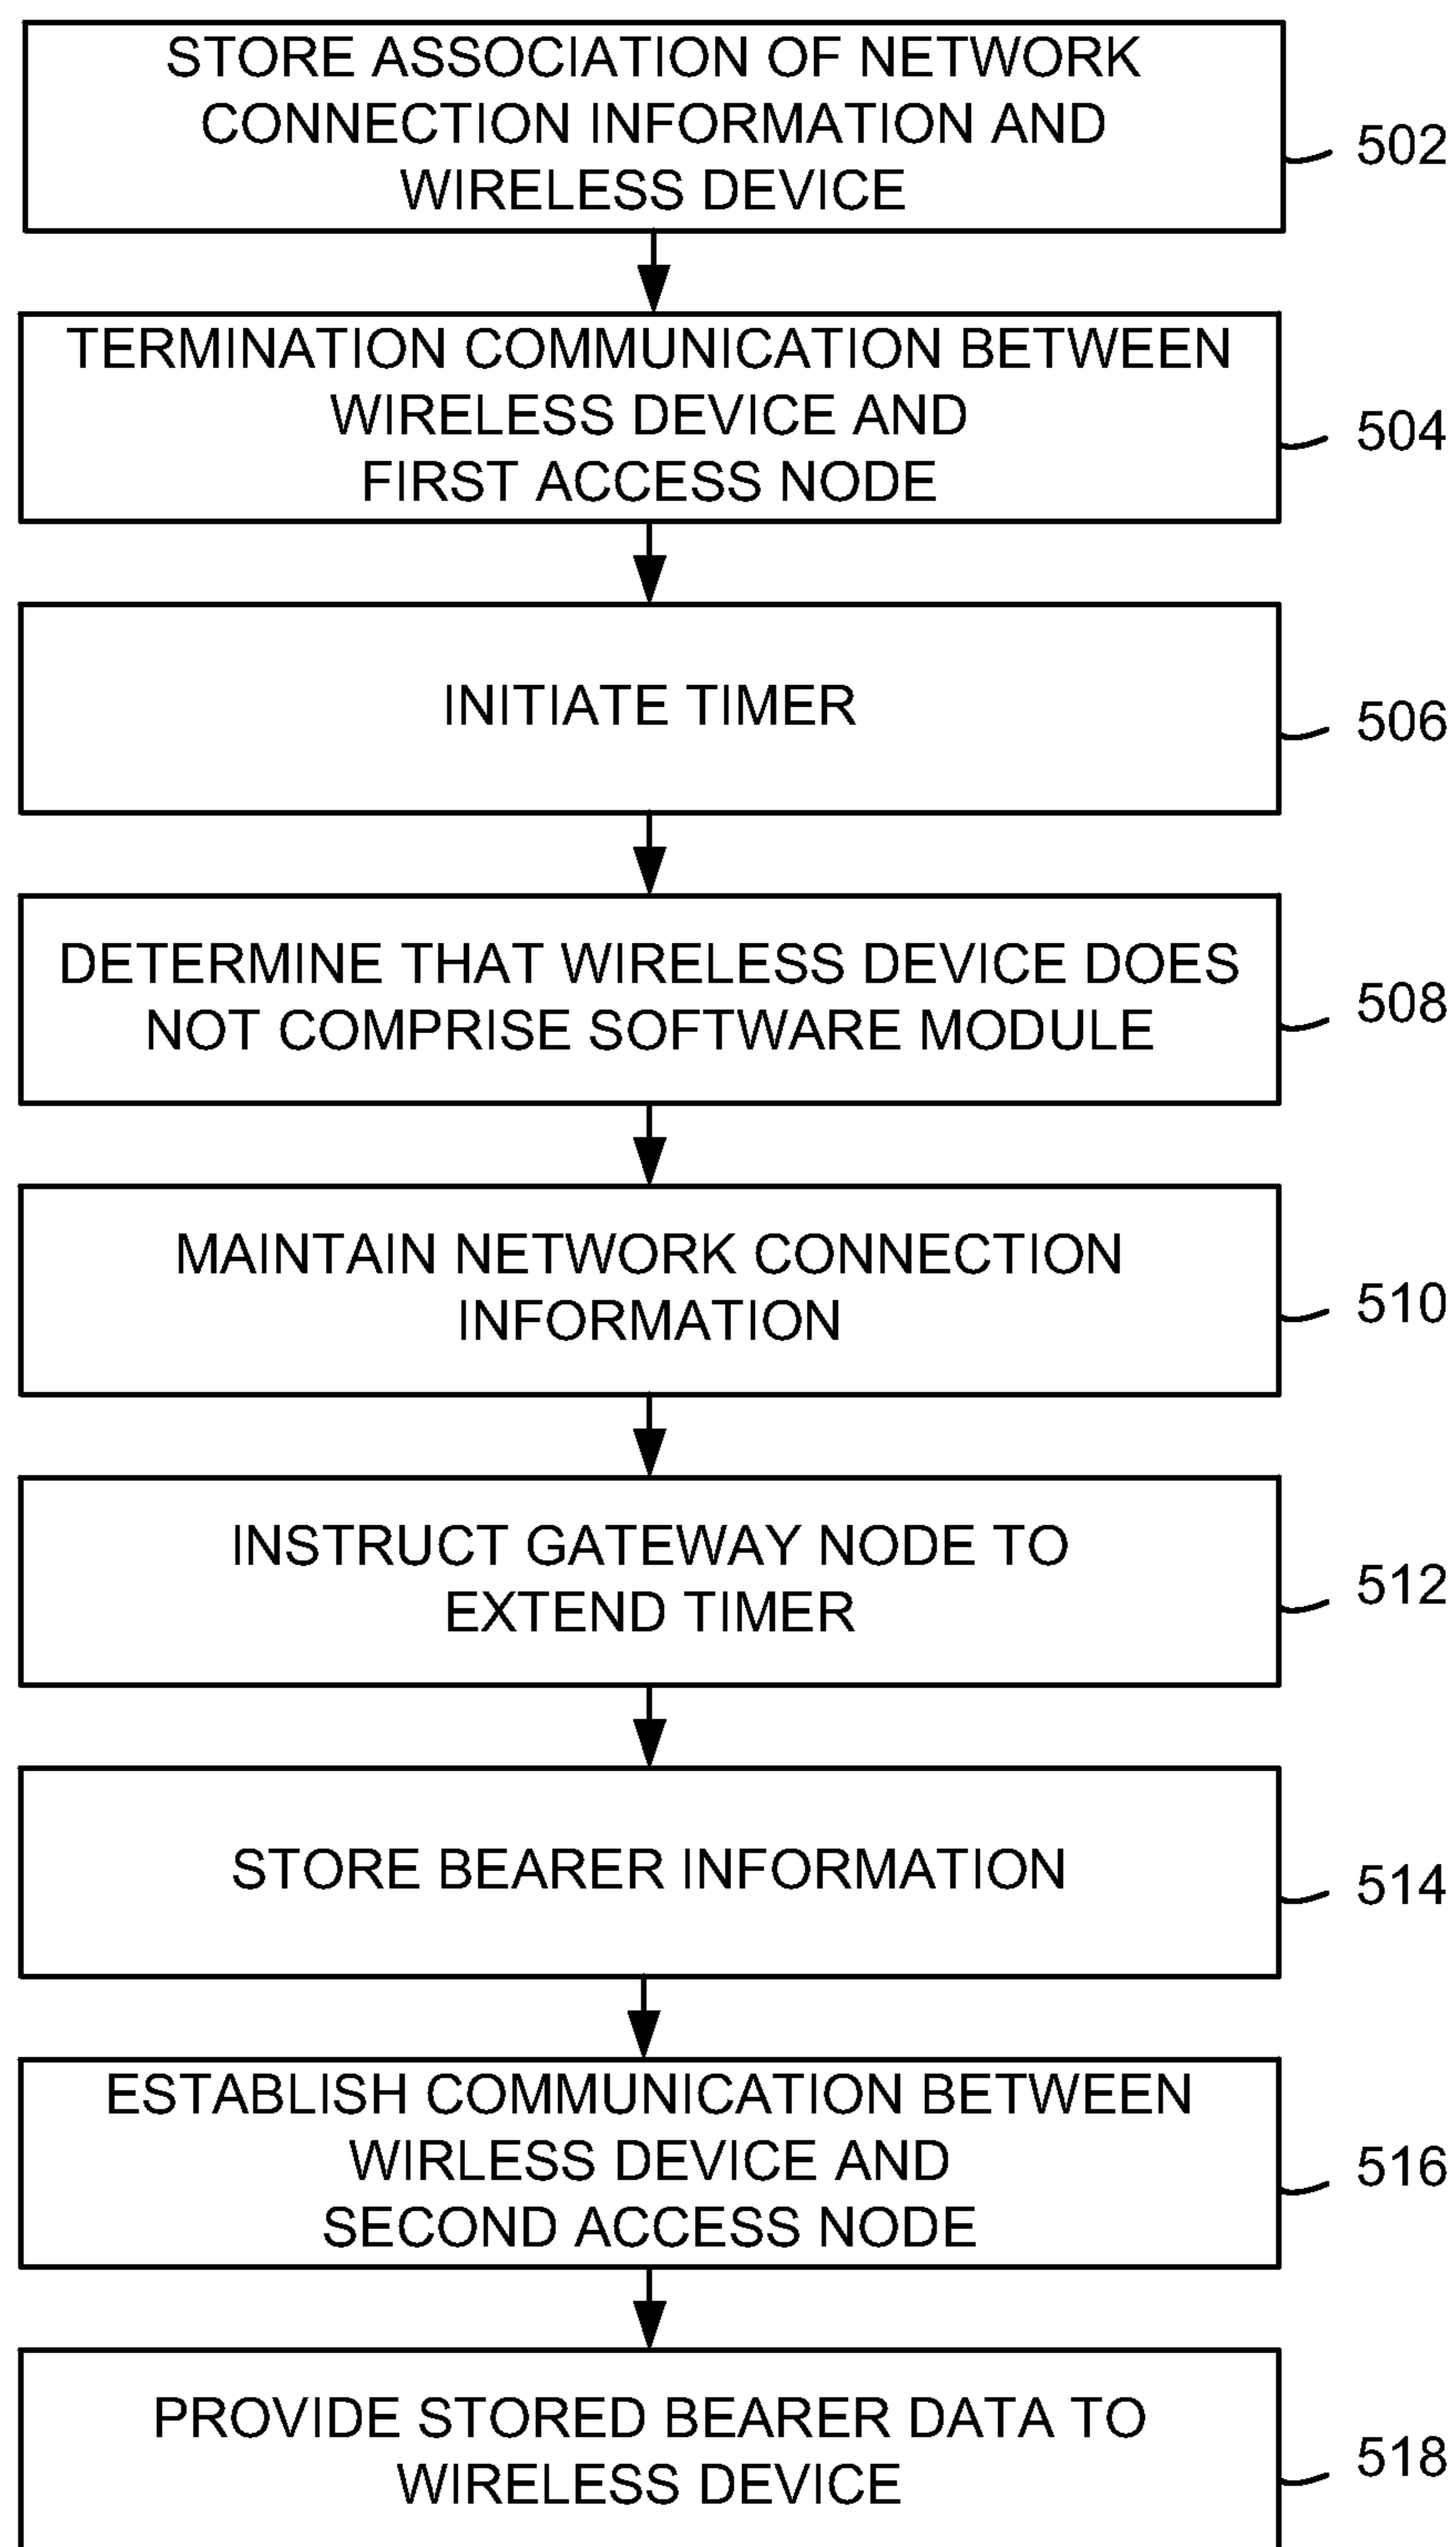 STORE ASSOCIATION OF NETWORK
CONNECTION INFORMATION AND
WIRELESS DEVICE
502
TERMINATION COMMUNICATION BETWEEN
WIRELESS DEVICE AND
FIRST ACCESS NODE
504
INITIATE TIMER
506
DETERMINE THAT WIRELESS DEVICE DOES
NOT COMPRISE SOFTWARE MODULE
508
MAINTAIN NETWORK CONNECTION
INFORMATION
510
INSTRUCT GATEWAY NODE TO
EXTEND TIMER
512
STORE BEARER INFORMATION
514
ESTABLISH COMMUNICATION BETWEEN
WIRLESS DEVICE AND
SECOND ACCESS NODE
516
PROVIDE STORED BEARER DATA TO
WIRELESS DEVICE
518